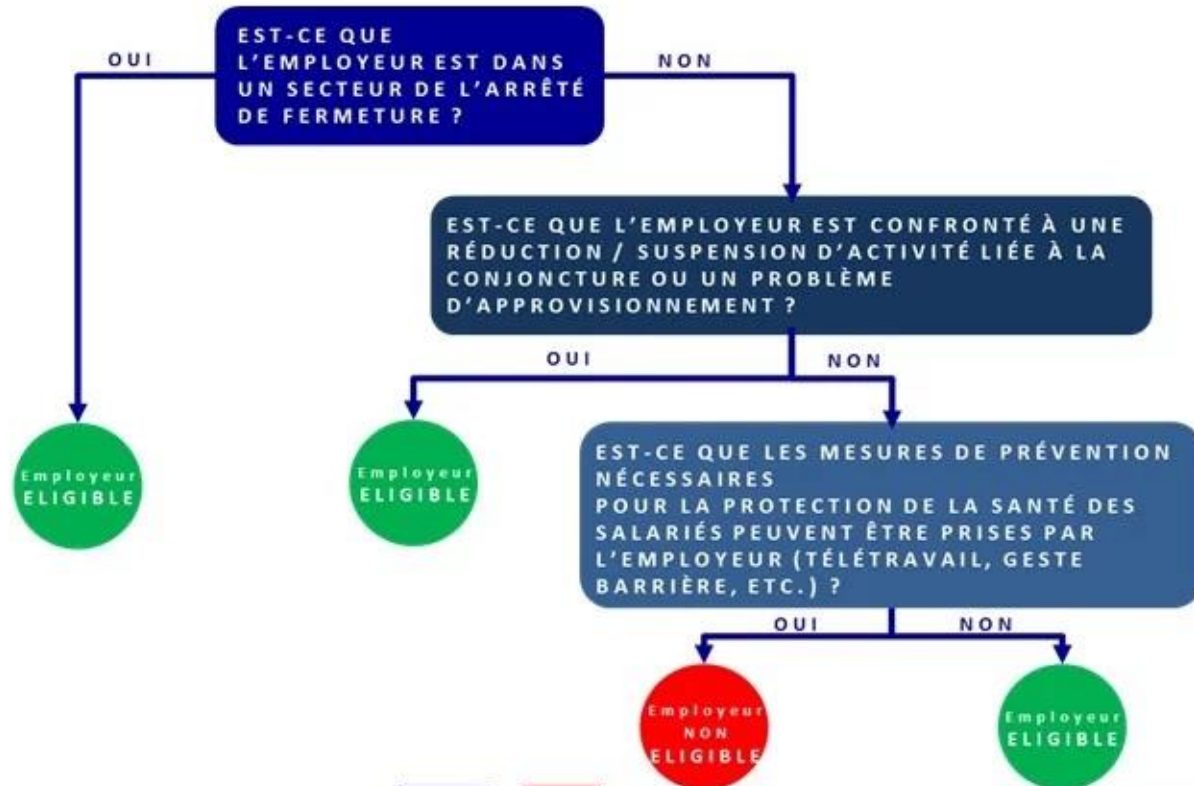 EST-CE QUE
L'EMPLOYEUR EST DANS
UN SECTEUR DE L'ARRÊTÉ
DE FERMETURE ?
OUI
NON
EST-CE QUE L'EMPLOYEUR EST CONFRONTÉ À UNE
RÉDUCTION / SUSPENSION D'ACTIVITÉ LIÉE À LA
CONJONCTURE OU UN PROBLÈME
D'APPROVISIONNEMENT ?
OUI
NON
Employeur
ELIGIBLE
Employeur
ELIGIBLE
EST-CE QUE LES MESURES DE PRÉVENTION
NÉCESSAIRES
POUR LA PROTECTION DE LA SANTÉ DES
SALARIÉS PEUVENT ÊTRE PRISES PAR
L'EMPLOYEUR (TÉLÉTRAVAIL, GESTE
BARRIÈRE, ETC.) ?
OUI
NON
Employeur
NON
ELIGIBLE
Employeur
ELIGIBLE